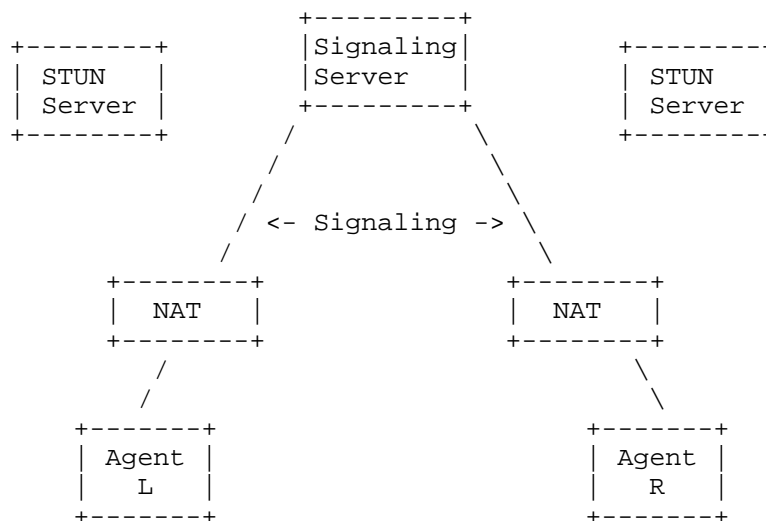 Signaling
Server
STUN
Server
STUN
Server
<- Signaling ->
NAT
NAT
Agent
L
Agent
R